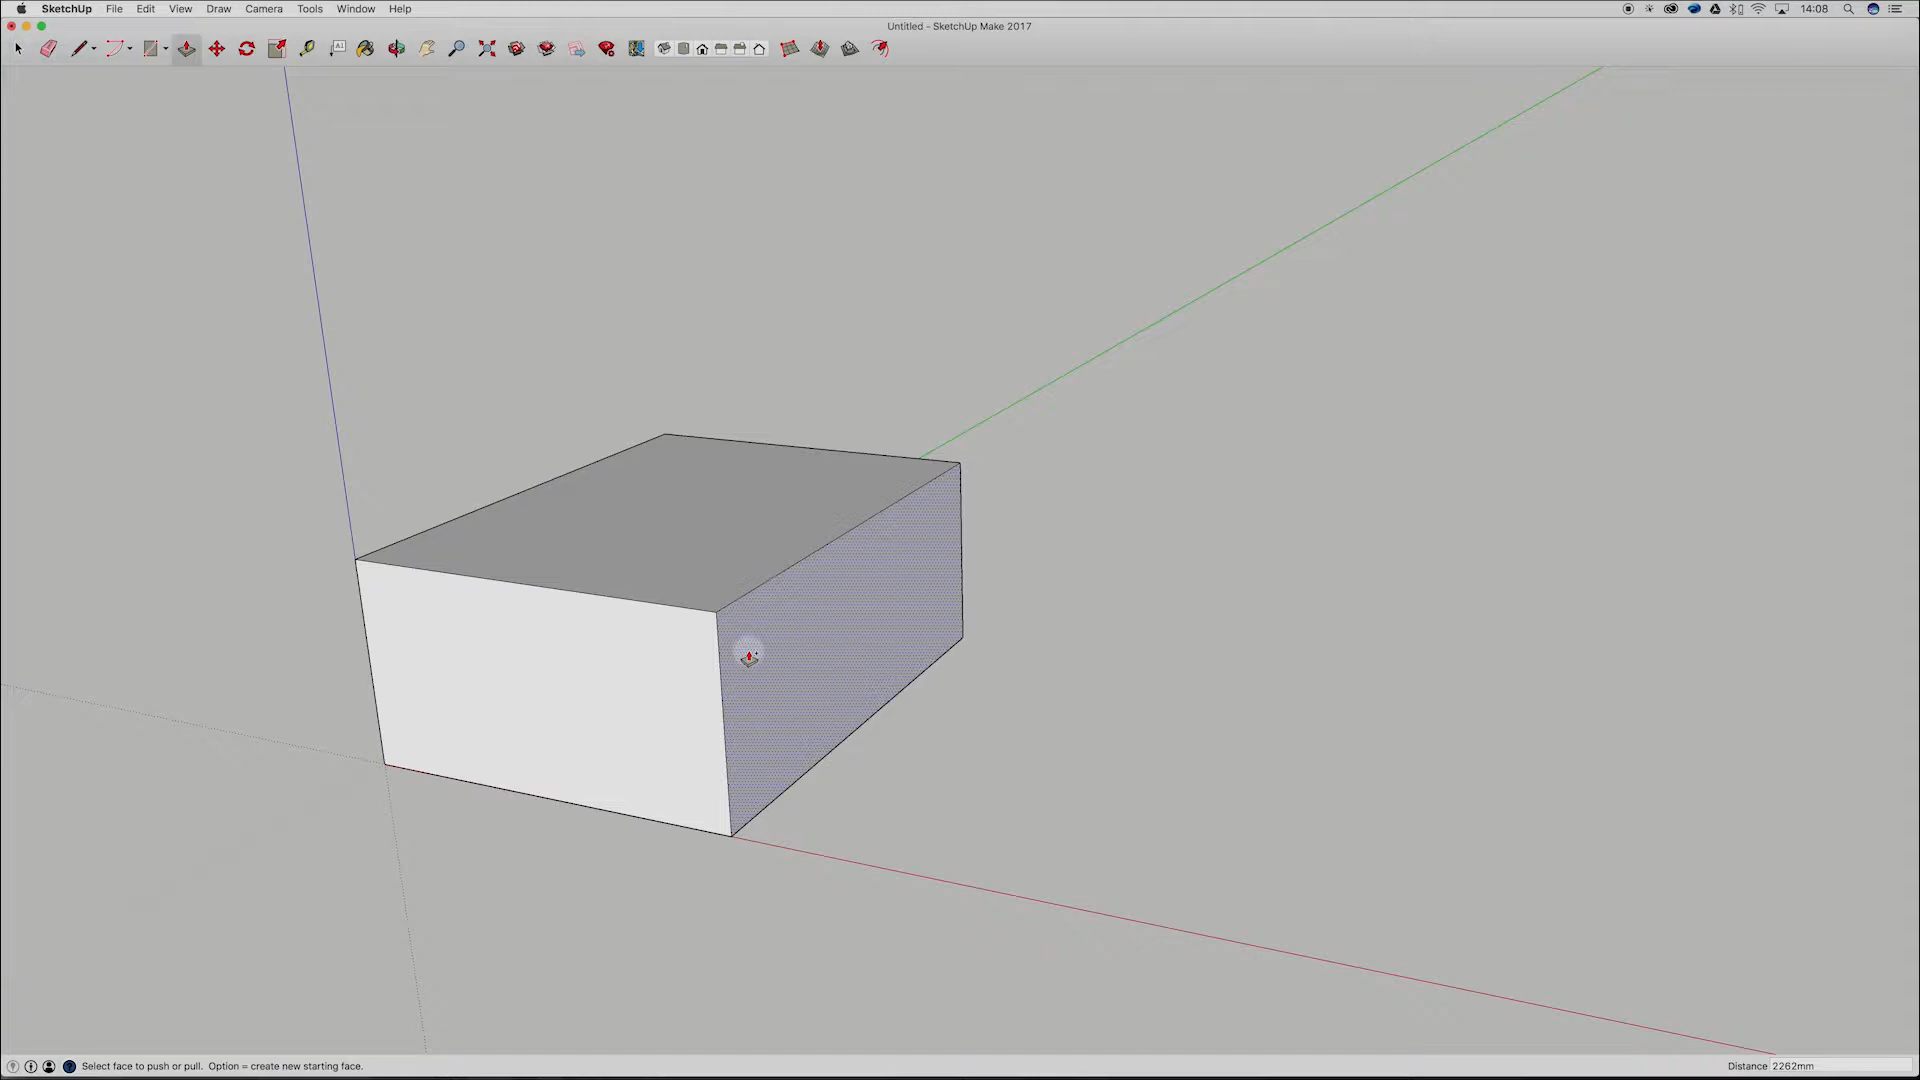 SketchUp File Edit View Draw Camera Tools Window Help 14:08
Untitled - SketchUp Make 2017
A1
Select face to push or pull. Option = create new starting face. Distance 2262mm